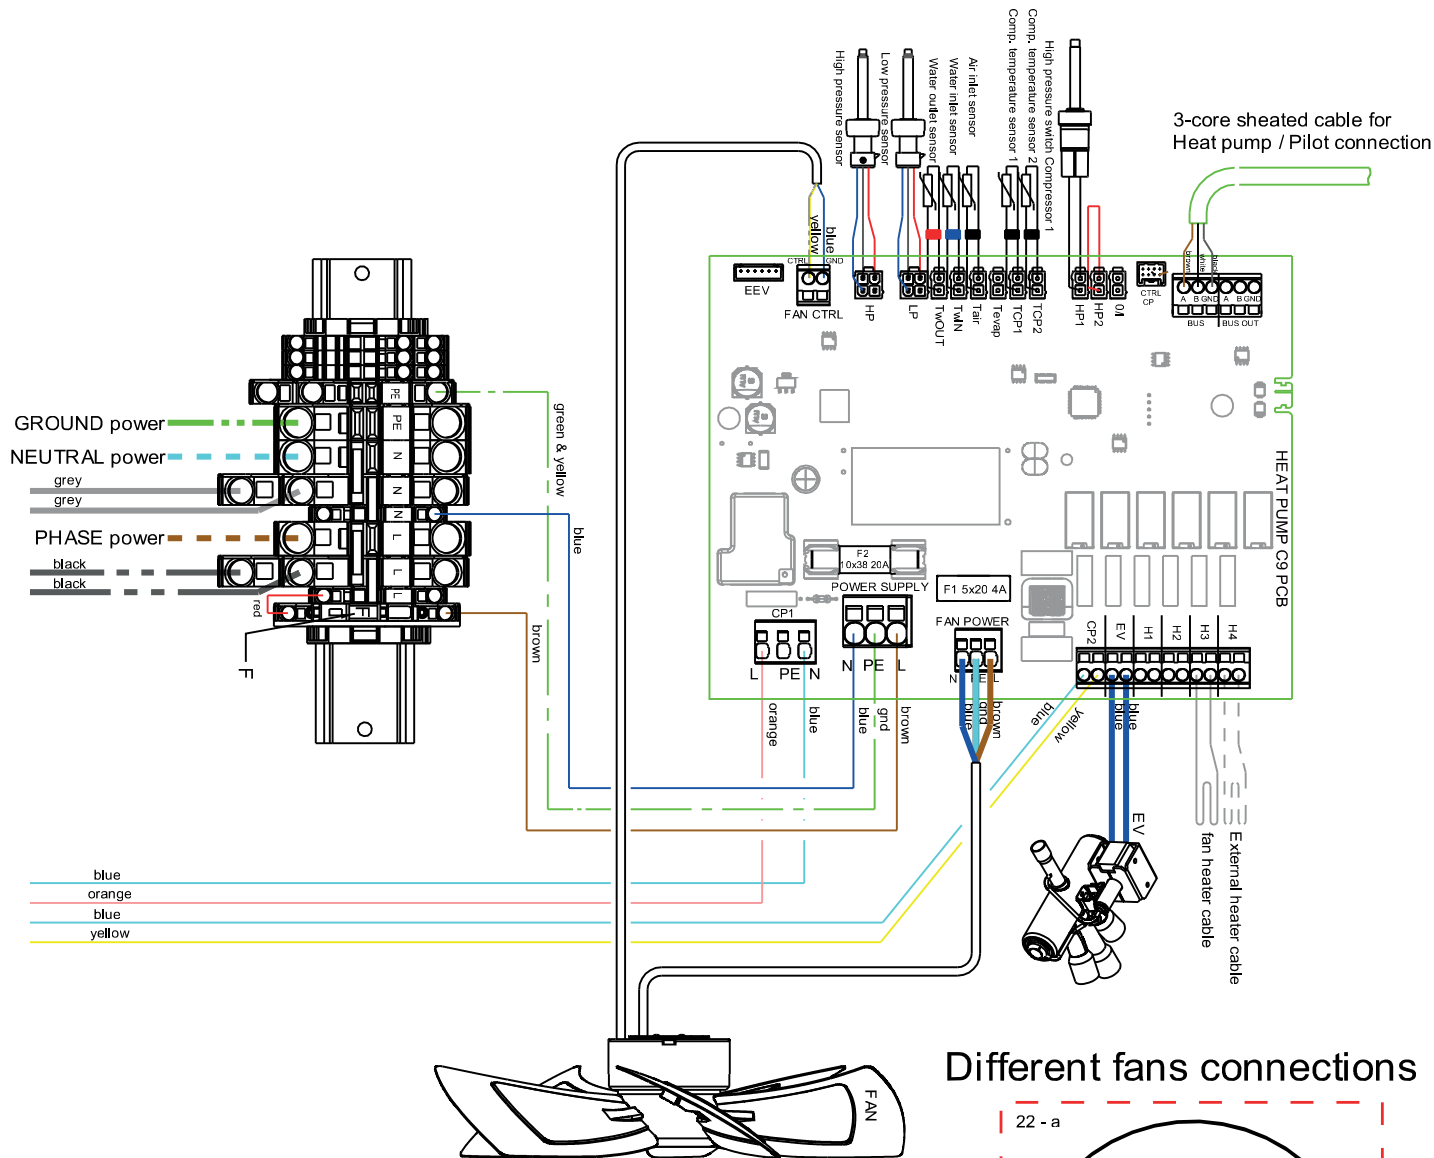 High pressure sensor
Low pressure sensor
Water outlet sensor
Water inlet sensor
Air inlet sensor
Comp. temperature sensor 1
Comp. temperature sensor 2
High pressure switch Compressor 1
3-core sheated cable for
Heat pump / Pilot connection
yellow
blue
brown
white
black
CTRL
GND
EEV
FAN CTRL
HP
LP
TwOUT
TwIN
Tair
Tevap
TCP1
TCP2
HP1
HP2
0/1
CTRL
CP
A B GND
A B GND
BUS
BUS OUT
PE
PE
N
N
N
L
L
L
F
GROUND power
NEUTRAL power
grey
grey
PHASE power
black
black
red
F
green & yellow
blue
brown
HEAT PUMP C9 PCB
F2
10x38 20A
POWER SUPPLY
F1 5x20 4A
FAN POWER
CP1
L PE N
N PE L
N PE L
CP2
EV
H1
H2
H3
H4
orange
blue
blue
gnd
brown
blue
gnd
brown
blue
yellow
blue
blue
EV
fan heater cable
External heater cable
blue
orange
blue
yellow
FAN
Different fans connections
22 - a